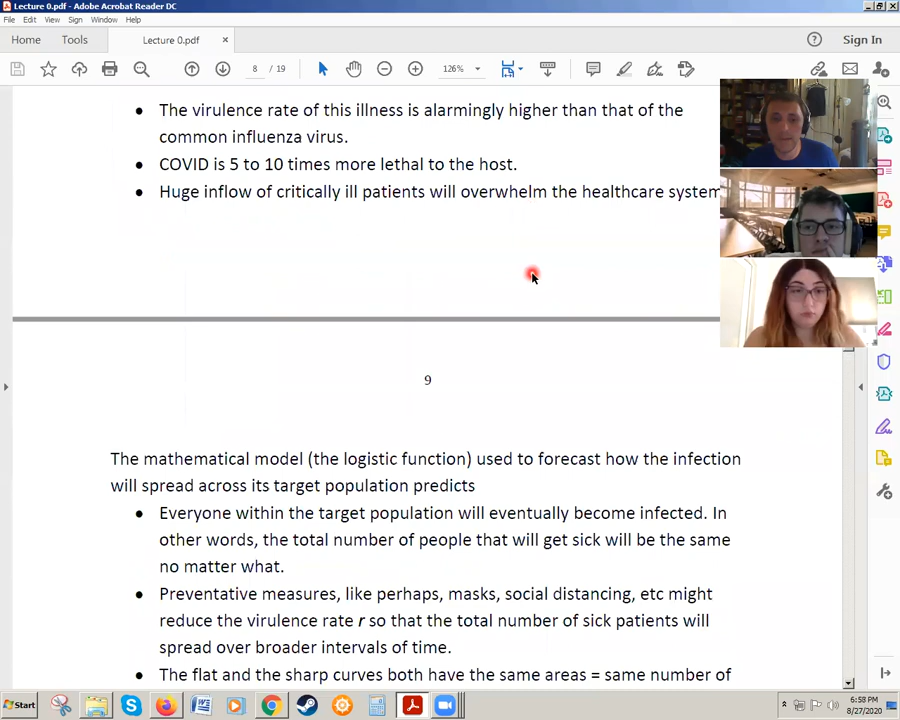 Lecture 0.pdf - Adobe Acrobat Reader DC
File Edit View Sign Window Help
Home Tools Lecture 0.pdf × Sign In
8 / 19 126%
• The virulence rate of this illness is alarmingly higher than that of the
common influenza virus.
• COVID is 5 to 10 times more lethal to the host.
• Huge inflow of critically ill patients will overwhelm the healthcare system
9
The mathematical model (the logistic function) used to forecast how the infection
will spread across its target population predicts
• Everyone within the target population will eventually become infected. In
other words, the total number of people that will get sick will be the same
no matter what.
• Preventative measures, like perhaps, masks, social distancing, etc might
reduce the virulence rate r so that the total number of sick patients will
spread over broader intervals of time.
• The flat and the sharp curves both have the same areas = same number of
Start
6:58 PM
8/27/2020